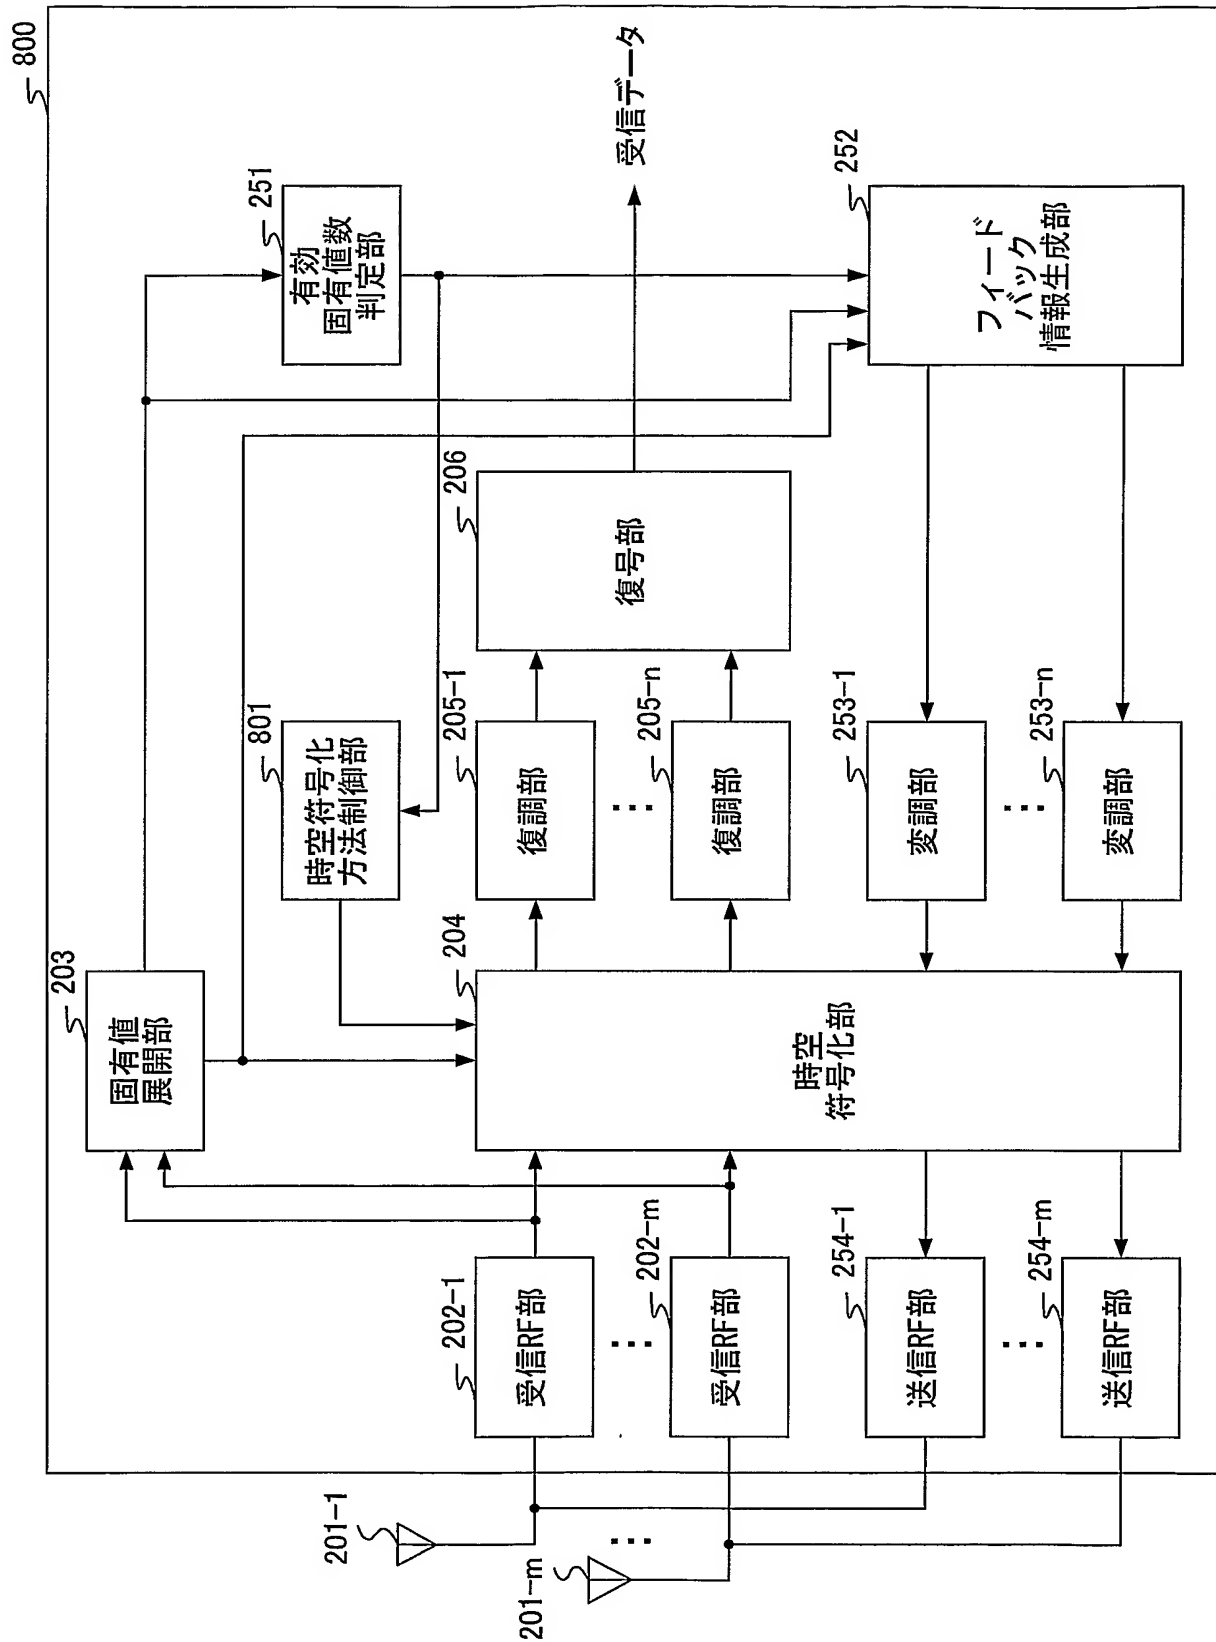 800
203
固有値
展開部
251
有効
固有値数
判定部
801
時空符号化
方法制御部
201-1
201-m
202-1
受信RF部
202-m
受信RF部
204
時空
符号化部
205-1
復調部
205-n
復調部
206
復号部
受信データ
254-1
送信RF部
254-m
送信RF部
253-1
変調部
253-n
変調部
252
フィード
バック
情報生成部